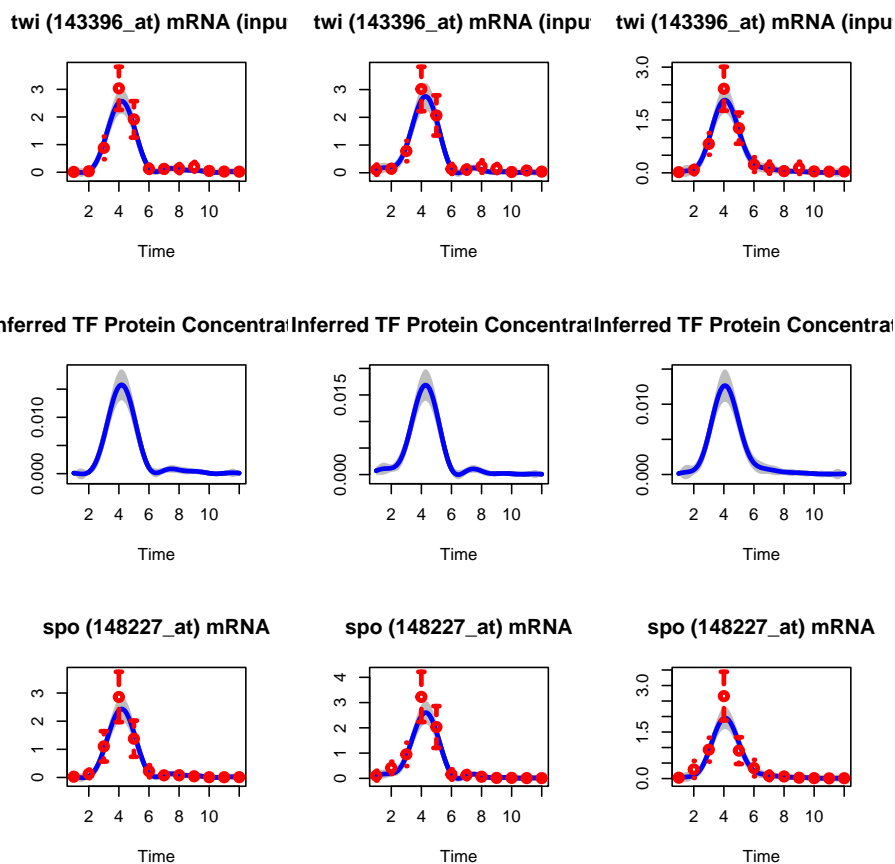 twi (143396_at) mRNA (inpu
twi (143396_at) mRNA (inpu
twi (143396_at) mRNA (inpu
0 1 2 3
2 4 6 8 10
Time
0 1 2 3
2 4 6 8 10
Time
0.0 1.5 3.0
2 4 6 8 10
Time
nferred TF Protein Concentrat
Inferred TF Protein Concentrat
Inferred TF Protein Concentrat
0.000 0.010
2 4 6 8 10
Time
0.000 0.015
2 4 6 8 10
Time
0.000 0.010
2 4 6 8 10
Time
spo (148227_at) mRNA
spo (148227_at) mRNA
spo (148227_at) mRNA
0 1 2 3
2 4 6 8 10
Time
0 1 2 3 4
2 4 6 8 10
Time
0.0 1.5 3.0
2 4 6 8 10
Time